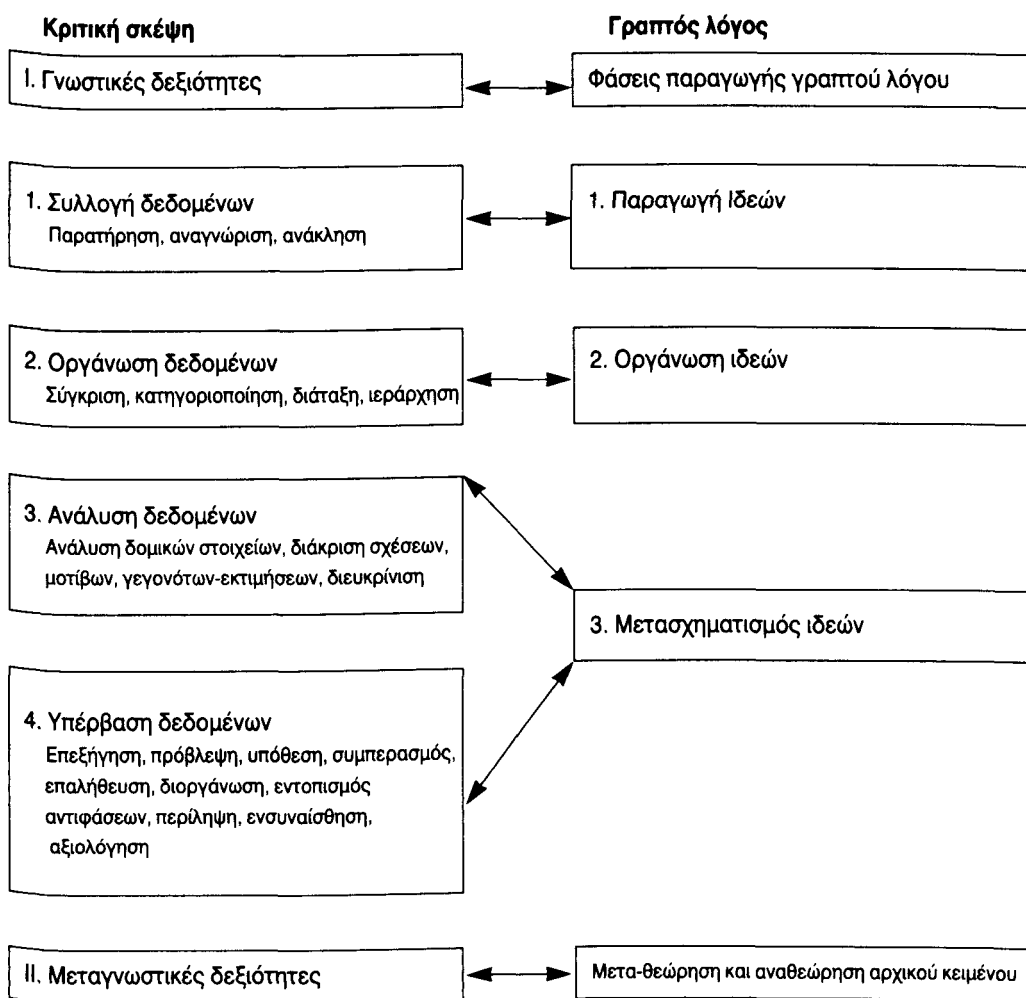 Κριτική σκέψη
Γραπτός λόγος
I. Γνωστικές δεξιότητες
Φάσεις παραγωγής γραπτού λόγου
1. Συλλογή δεδομένων
Παρατήρηση, αναγνώριση, ανάκληση
1. Παραγωγή Ιδεών
2. Οργάνωση δεδομένων
Σύγκριση, κατηγοριοποίηση, διάταξη, ιεράρχηση
2. Οργάνωση ιδεών
3. Ανάλυση δεδομένων
Ανάλυση δομικών στοιχείων, διάκριση σχέσεων,
μοτίβων, γεγονότων-εκτιμήσεων, διευκρίνιση
3. Μετασχηματισμός ιδεών
4. Υπέρβαση δεδομένων
Επεξήγηση, πρόβλεψη, υπόθεση, συμπερασμός,
επαλήθευση, διοργάνωση, εντοπισμός
αντιφάσεων, περίληψη, ενσυναίσθηση,
αξιολόγηση
II. Μεταγνωστικές δεξιότητες
Μετα-θεώρηση και αναθεώρηση αρχικού κειμένου